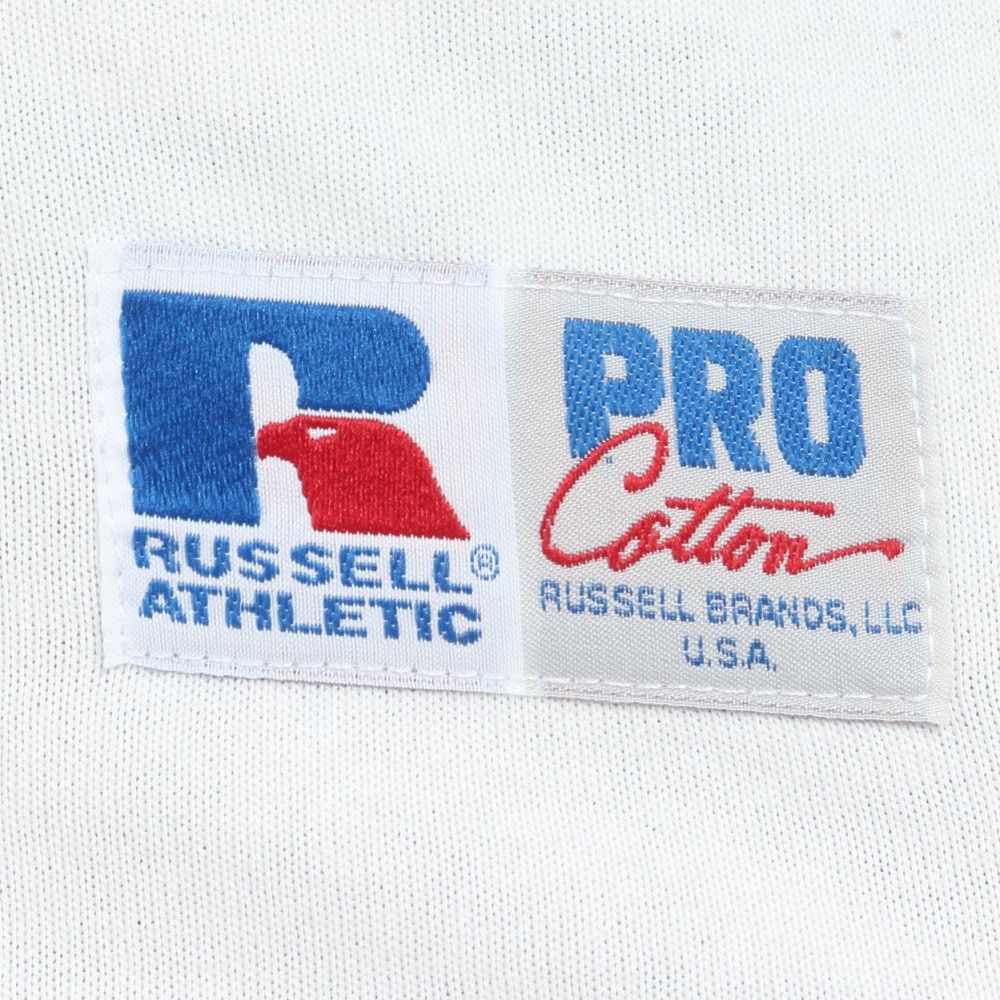 R
RUSSELL®
ATHLETIC
PRO
Cotton
RUSSELL BRANDS, LLC
U.S.A.